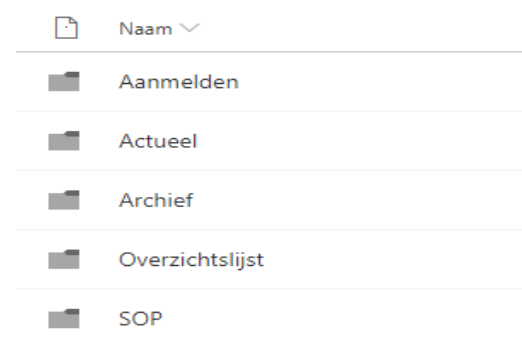 Naam
Aanmelden
Actueel
Archief
Overzichtslijst
SOP